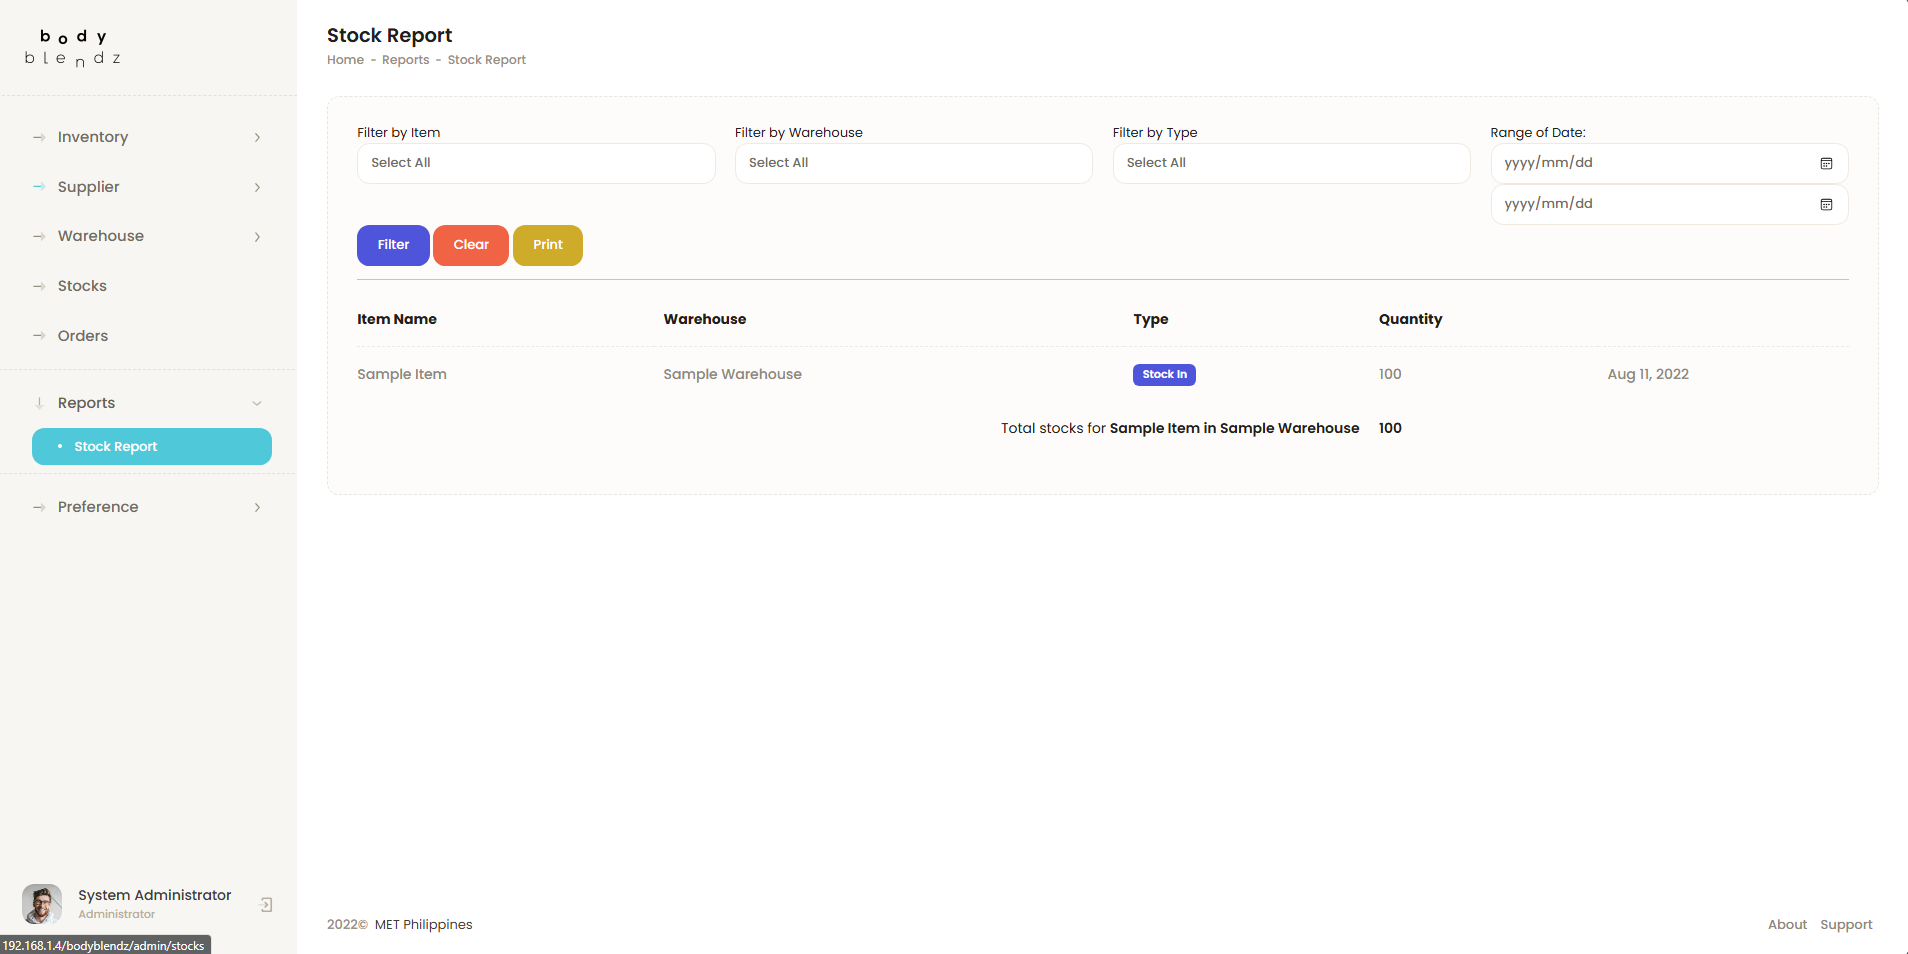 body
blendz
Inventory
Supplier
Warehouse
Stocks
Orders
Reports
Stock Report
Preference
System Administrator
Administrator
192.168.1.4/bodyblendz/admin/stocks
Stock Report
Home - Reports - Stock Report
Filter by Item
Select All
Filter by Warehouse
Select All
Filter by Type
Select All
Range of Date:
yyyy/mm/dd
yyyy/mm/dd
Filter Clear Print
Item Name Warehouse Type Quantity
Sample Item Sample Warehouse Stock In 100 Aug 11, 2022
Total stocks for Sample Item in Sample Warehouse 100
2022© MET Philippines
About Support